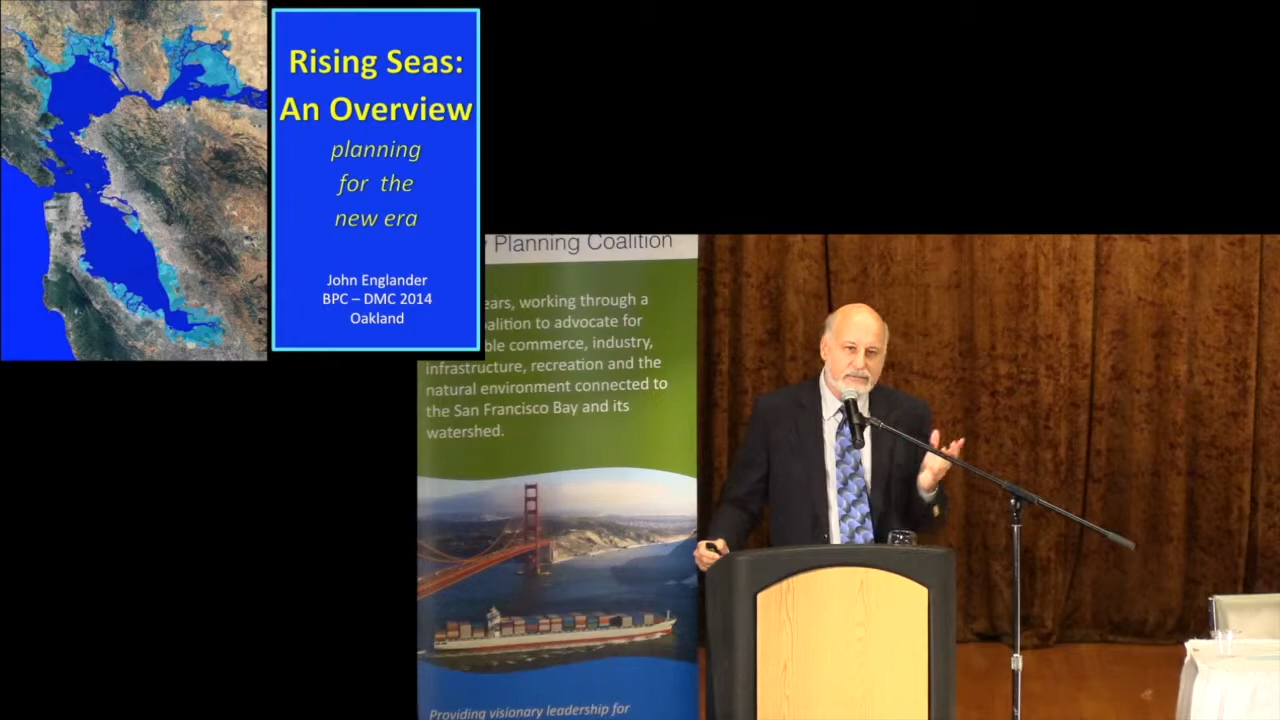 Rising Seas:
An Overview
planning
for the
new era
John Englander
BPC – DMC 2014
Oakland
Planning Coalition
ears, working through a
alition to advocate for
ble commerce, industry,
infrastructure, recreation and the
natural environment connected to
the San Francisco Bay and its
watershed.
Providing visionary leadership for